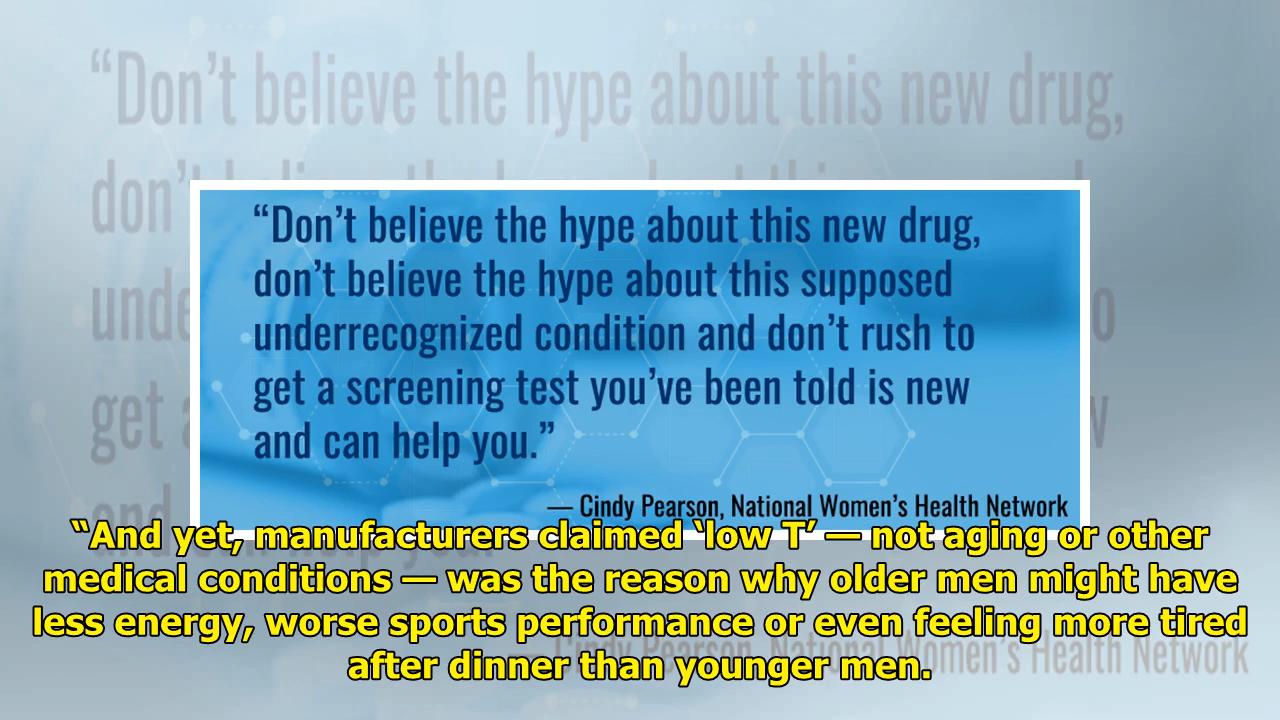 “Don’t believe the hype about this new drug,
don’t believe the hype about this supposed
underrecognized condition and don’t rush to
get a screening test you’ve been told is new
and can help you.”
— Cindy Pearson, National Women’s Health Network
“And yet, manufacturers claimed ‘low T’ — not aging or other
medical conditions — was the reason why older men might have
less energy, worse sports performance or even feeling more tired
after dinner than younger men.